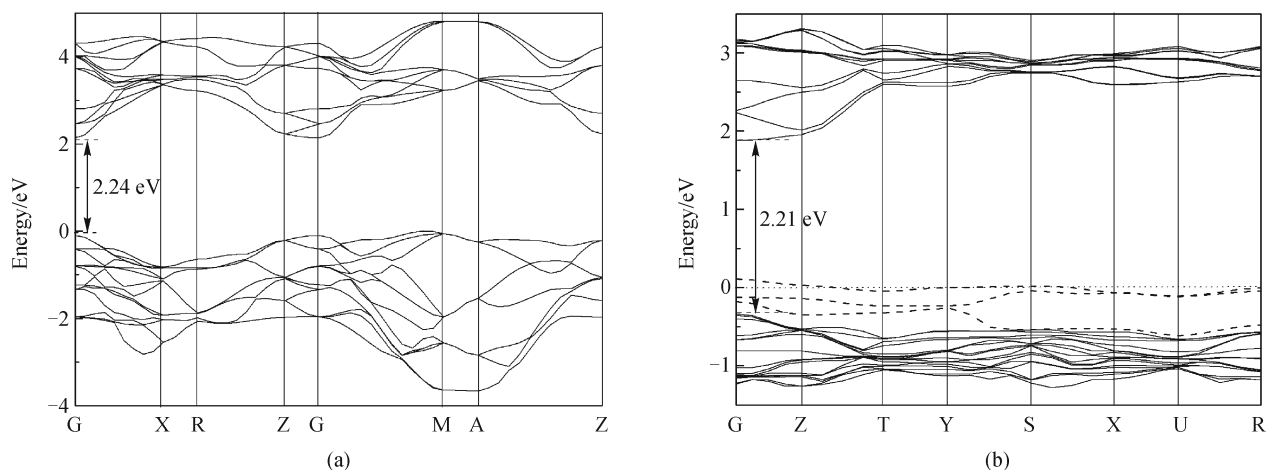 4
2
0
−2
−4
Energy/eV
2.24 eV
G X R Z G M A Z
(a)
3
2
1
0
−1
Energy/eV
2.21 eV
G Z T Y S X U R
(b)